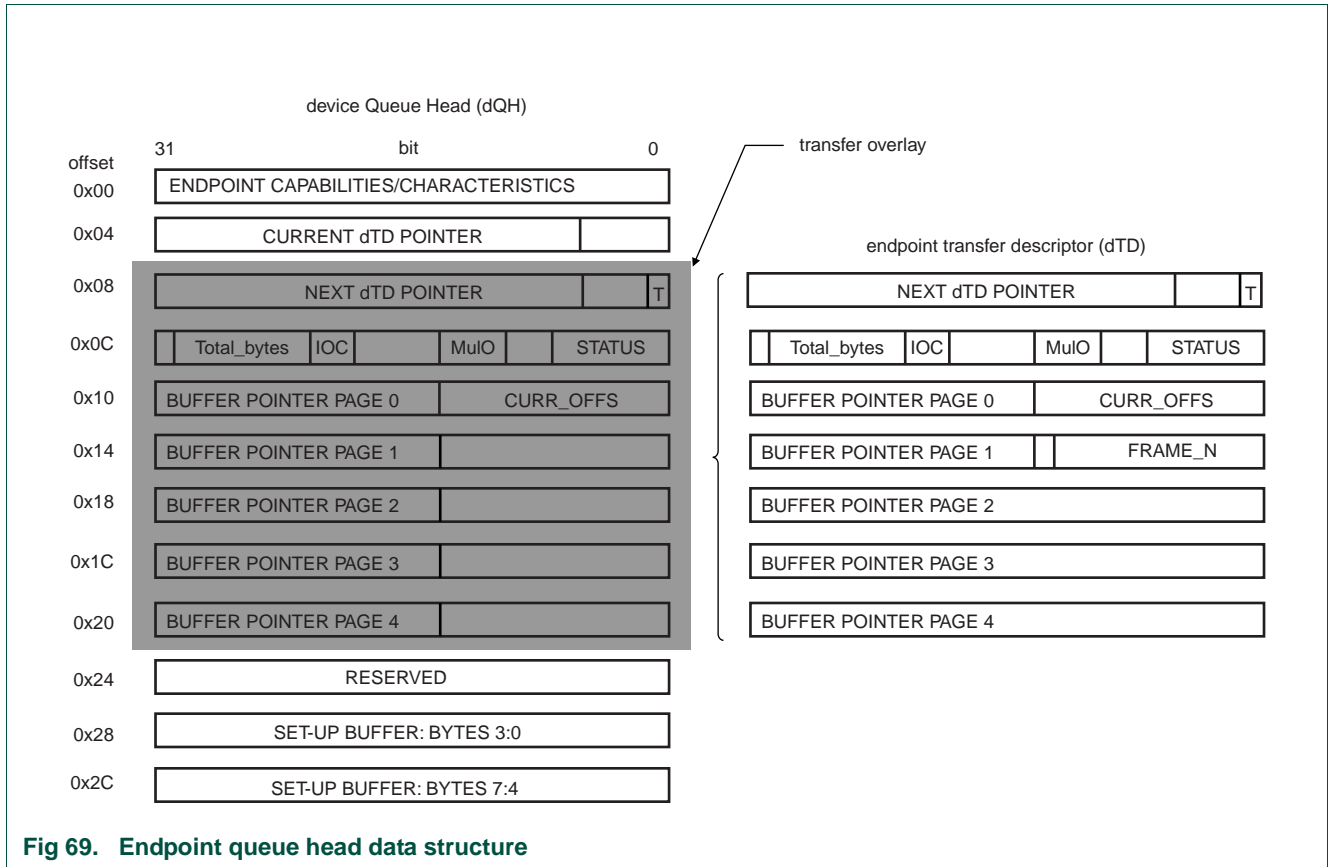 device Queue Head (dQH)
31 bit 0
transfer overlay
offset
0x00 ENDPOINT CAPABILITIES/CHARACTERISTICS
0x04 CURRENT dTD POINTER
endpoint transfer descriptor (dTD)
0x08 NEXT dTD POINTER T NEXT dTD POINTER T
0x0C Total_bytes IOC MulO STATUS Total_bytes IOC MulO STATUS
0x10 BUFFER POINTER PAGE 0 CURR_OFFS BUFFER POINTER PAGE 0 CURR_OFFS
0x14 BUFFER POINTER PAGE 1 BUFFER POINTER PAGE 1 FRAME_N
0x18 BUFFER POINTER PAGE 2 BUFFER POINTER PAGE 2
0x1C BUFFER POINTER PAGE 3 BUFFER POINTER PAGE 3
0x20 BUFFER POINTER PAGE 4 BUFFER POINTER PAGE 4
0x24 RESERVED
0x28 SET-UP BUFFER: BYTES 3:0
0x2C SET-UP BUFFER: BYTES 7:4
Fig 69. Endpoint queue head data structure